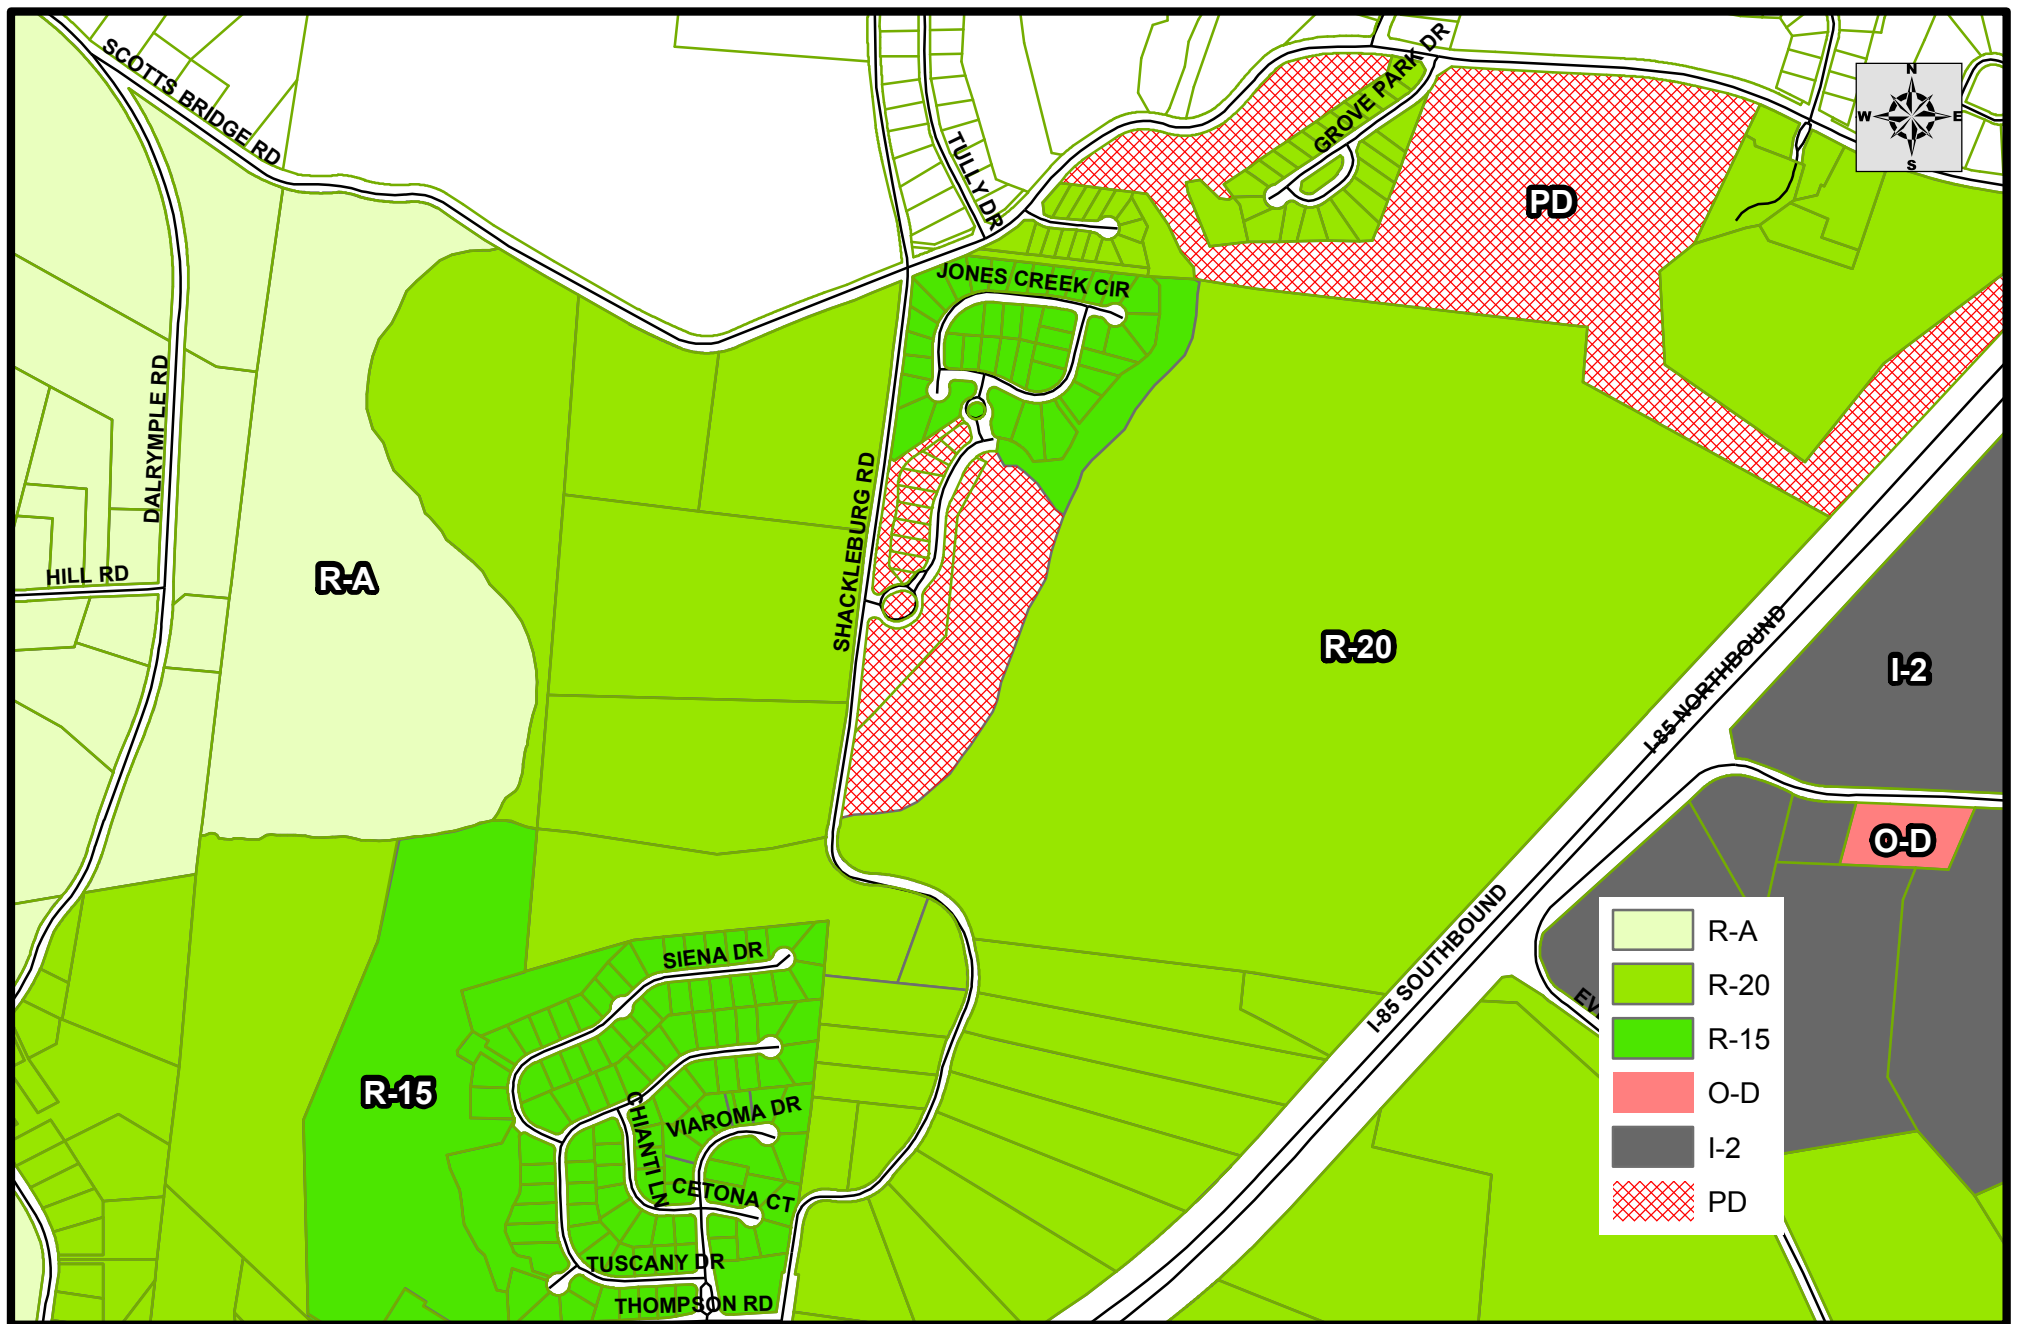 SCOTTS BRIDGE RD
GROVE PARK DR
N
W
E
S
TULLY DR
PD
JONES CREEK CIR
DALRYMPLE RD
SHACKLEBURG RD
HILL RD
R-A
R-20
I-85 NORTHBOUND
I-2
O-D
I-85 SOUTHBOUND
SIENA DR
R-15
CHIANTI LN
VIAROMA DR
CETONA CT
TUSCANY DR
THOMPSON RD
R-A
R-20
R-15
O-D
I-2
PD